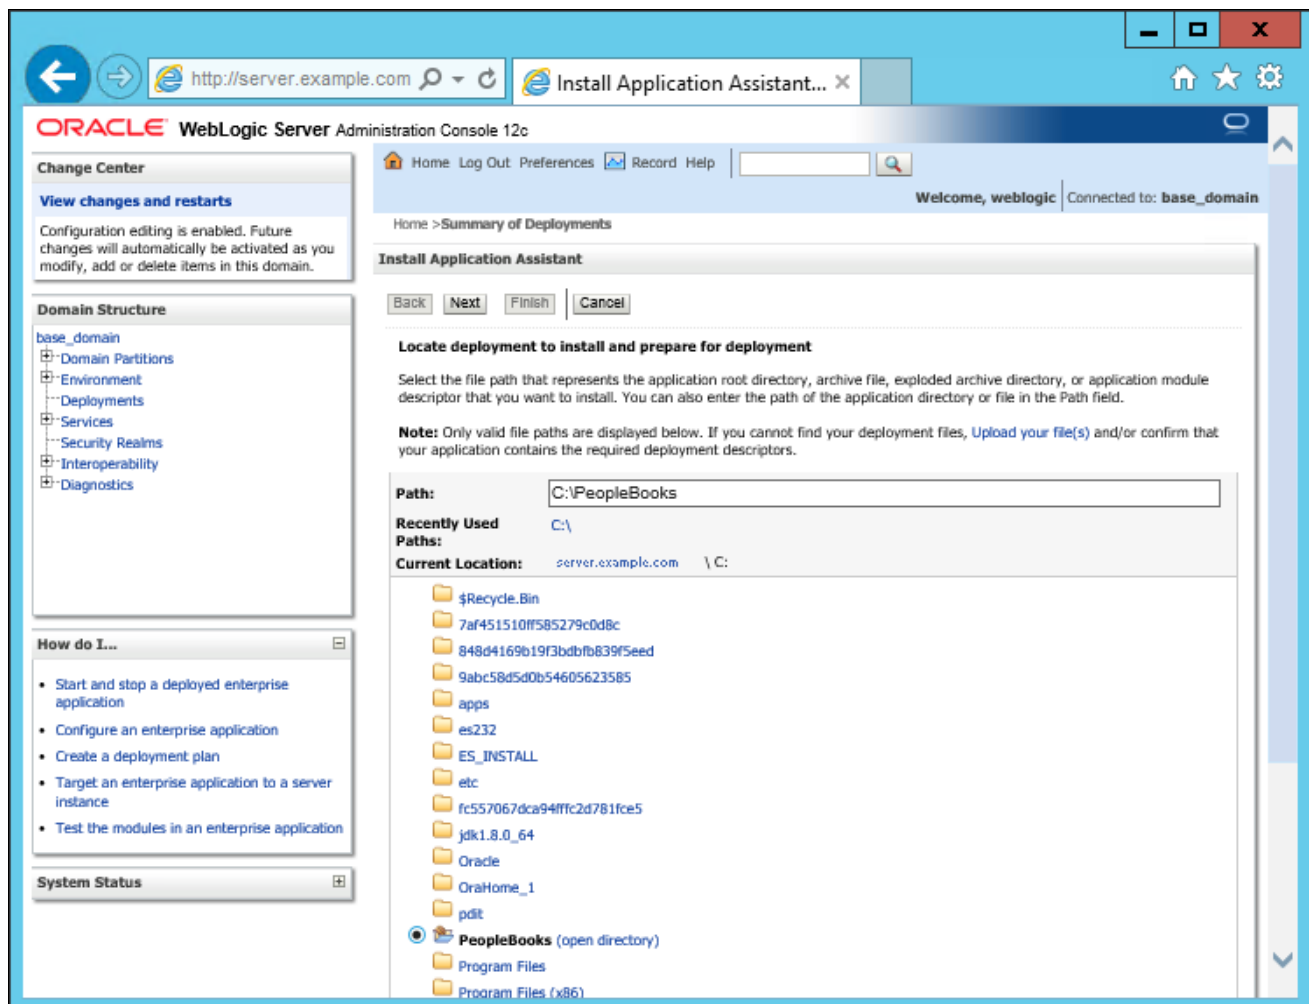 http://server.example.com
Install Application Assistant...
ORACLE WebLogic Server Administration Console 12c
Change Center
View changes and restarts
Configuration editing is enabled. Future
changes will automatically be activated as you
modify, add or delete items in this domain.
Domain Structure
base_domain
Domain Partitions
Environment
Deployments
Services
Security Realms
Interoperability
Diagnostics
How do I...
Start and stop a deployed enterprise
application
Configure an enterprise application
Create a deployment plan
Target an enterprise application to a server
instance
Test the modules in an enterprise application
System Status
Home Log Out Preferences Record Help
Welcome, weblogic Connected to: base_domain
Home >Summary of Deployments
Install Application Assistant
Back Next Finish Cancel
Locate deployment to install and prepare for deployment
Select the file path that represents the application root directory, archive file, exploded archive directory, or application module
descriptor that you want to install. You can also enter the path of the application directory or file in the Path field.
Note: Only valid file paths are displayed below. If you cannot find your deployment files, Upload your file(s) and/or confirm that
your application contains the required deployment descriptors.
Path: C:\PeopleBooks
Recently Used
Paths: C:\
Current Location: server.example.com \ C:
$Recycle.Bin
7af451510ff585279c0d8c
848d4169b19f3bdbfb839f5eed
9abc58d5d0b54605623585
apps
es232
ES_INSTALL
etc
fc557067dca94fffc2d781fce5
jdk1.8.0_64
Oracle
OraHome_1
pdit
PeopleBooks (open directory)
Program Files
Program Files (x86)